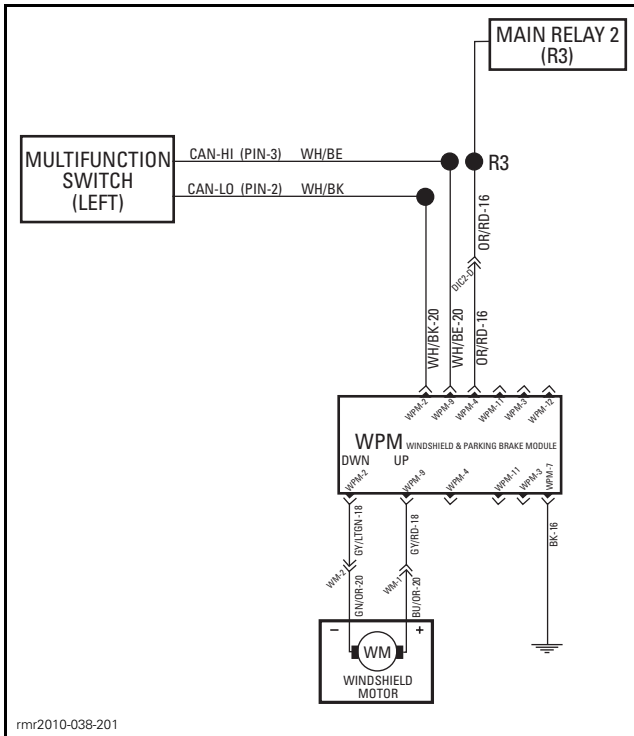 MAIN RELAY 2
(R3)
MULTIFUNCTION
SWITCH
(LEFT)
CAN-HI (PIN-3) WH/BE
CAN-LO (PIN-2) WH/BK
R3
OR/RD-16
DIC2-D
WH/BK-20
WH/BE-20
OR/RD-16
WPM-2
WPM-9
WPM-4
WPM-11
WPM-3
WPM-12
WPM WINDSHIELD & PARKING BRAKE MODULE
DWN UP
WPM-2
WPM-9
WPM-4
WPM-11
WPM-3
WPM-7
GY/LTGN-18
GY/RD-18
BK-16
WM-2
WM-1
GN/OR-20
BU/OR-20
– +
WM
WINDSHIELD
MOTOR
rmr2010-038-201